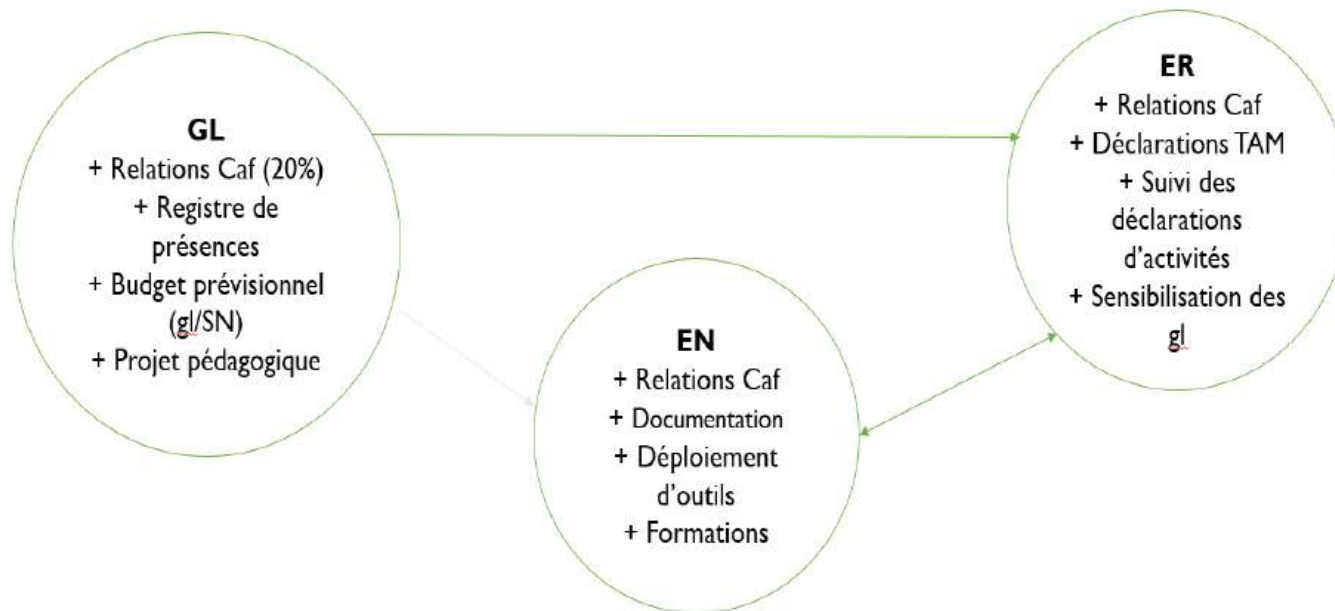 GL
+ Relations Caf (20%)
+ Registre de
présences
+ Budget prévisionnel
(gl/SN)
+ Projet pédagogique
EN
+ Relations Caf
+ Documentation
+ Déploiement
d'outils
+ Formations
ER
+ Relations Caf
+ Déclarations TAM
+ Suivi des
déclarations
d'activités
+ Sensibilisation des
gl